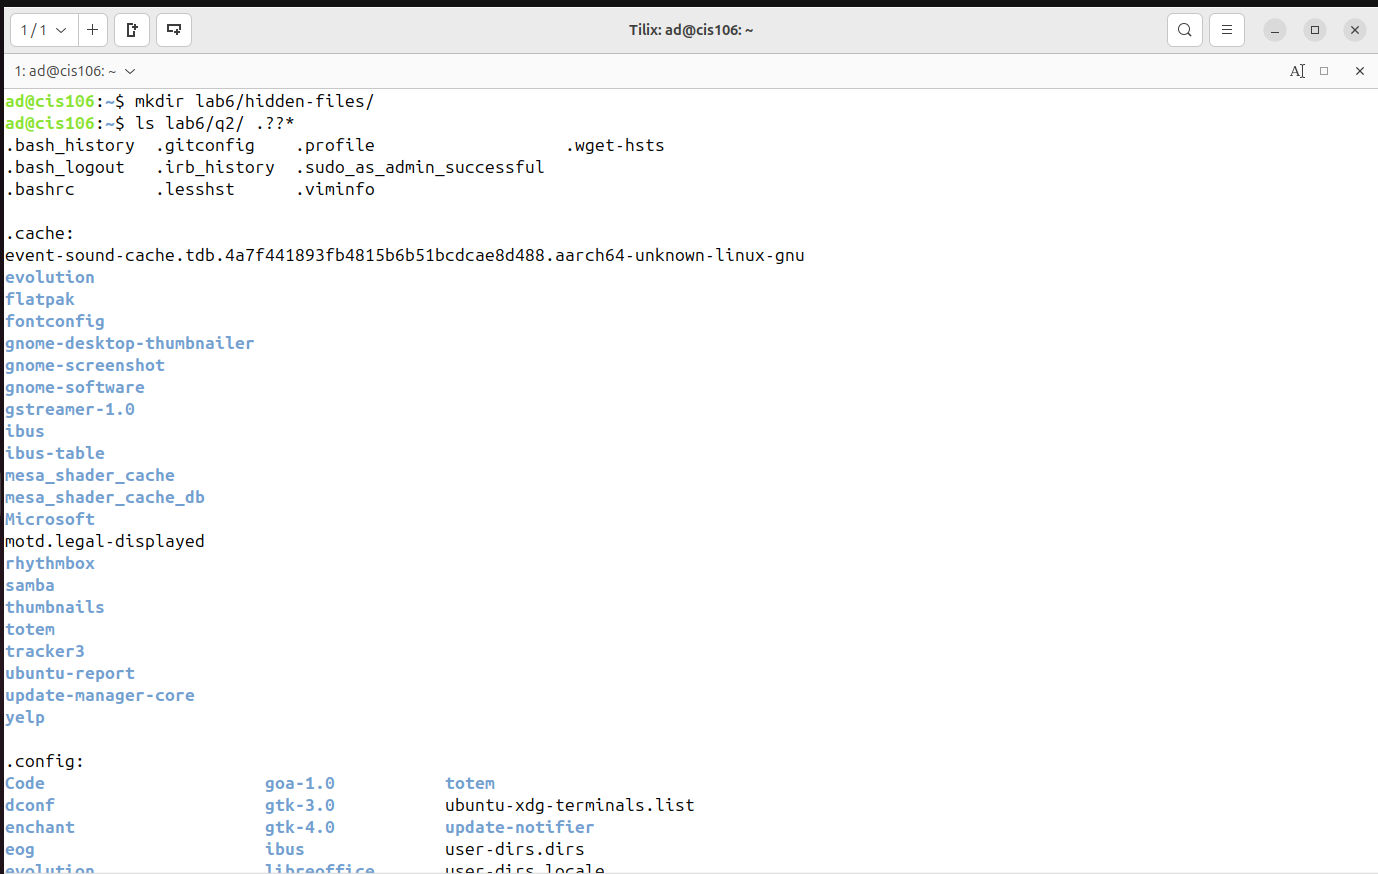 1 / 1
Tilix: ad@cis106: ~
1: ad@cis106: ~
ad@cis106:~$ mkdir lab6/hidden-files/
ad@cis106:~$ ls lab6/q2/ .??*
.bash_history  .gitconfig    .profile                   .wget-hsts
.bash_logout   .irb_history  .sudo_as_admin_successful
.bashrc        .lesshst      .viminfo
.cache:
event-sound-cache.tdb.4a7f441893fb4815b6b51bcdcae8d488.aarch64-unknown-linux-gnu
evolution
flatpak
fontconfig
gnome-desktop-thumbnailer
gnome-screenshot
gnome-software
gstreamer-1.0
ibus
ibus-table
mesa_shader_cache
mesa_shader_cache_db
Microsoft
motd.legal-displayed
rhythmbox
samba
thumbnails
totem
tracker3
ubuntu-report
update-manager-core
yelp
.config:
Code                      goa-1.0           totem
dconf                     gtk-3.0           ubuntu-xdg-terminals.list
enchant                   gtk-4.0           update-notifier
eog                       ibus              user-dirs.dirs
evolution                 libreoffice       user-dirs.locale